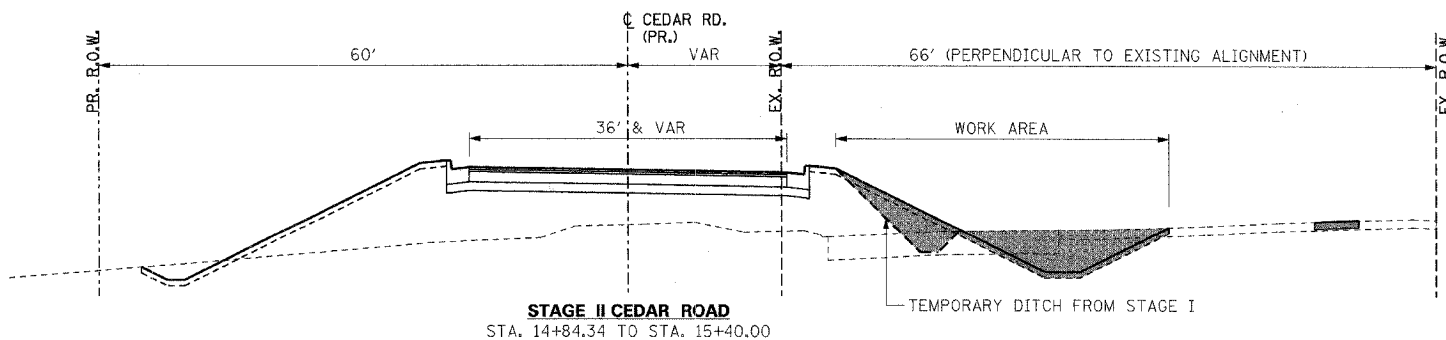 ℄ CEDAR RD.
(PR.)
PR. R.O.W.
60'
VAR
EX. R.O.W.
66' (PERPENDICULAR TO EXISTING ALIGNMENT)
EX R.O.W.
36' & VAR
WORK AREA
TEMPORARY DITCH FROM STAGE I
STAGE II CEDAR ROAD
STA. 14+84.34 TO STA. 15+40.00